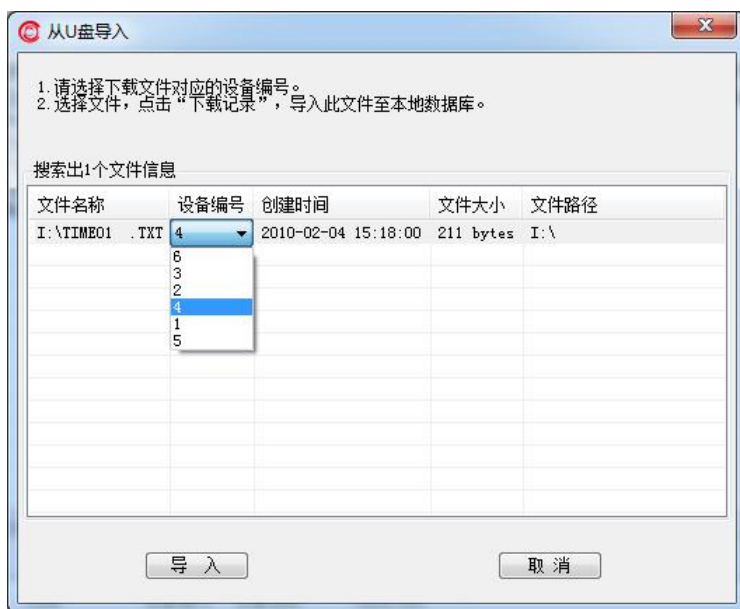 从U盘导入
1.请选择下载文件对应的设备编号。
2.选择文件，点击“下载记录”，导入此文件至本地数据库。
搜索出1个文件信息
文件名称 设备编号 创建时间 文件大小 文件路径
I:\TIME01 .TXT 4 2010-02-04 15:18:00 211 bytes I:\
6
3
2
4
1
5
导 入 取 消